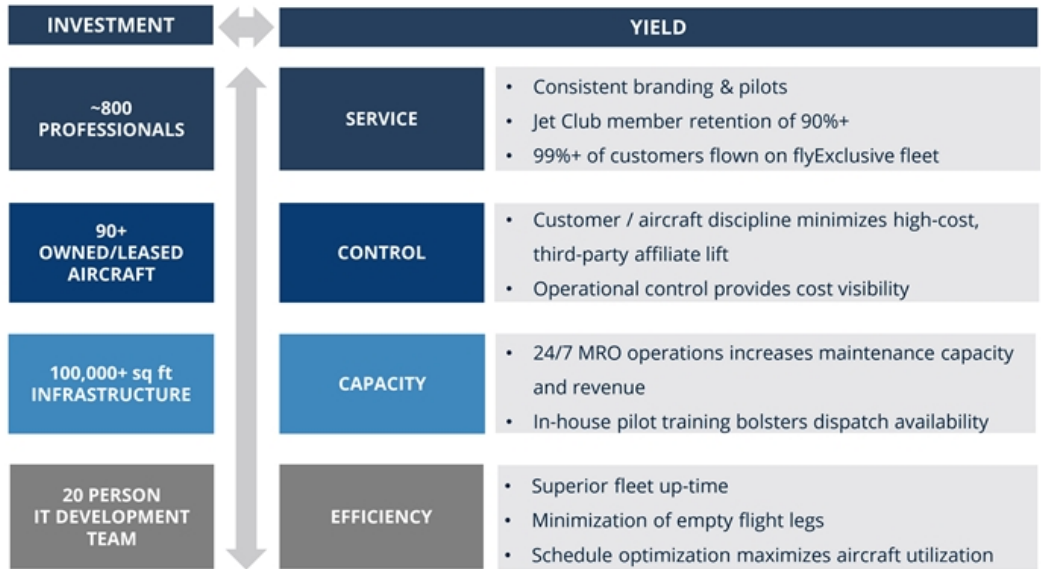 INVESTMENT
YIELD
~800
PROFESSIONALS
SERVICE
• Consistent branding & pilots
• Jet Club member retention of 90%+
• 99%+ of customers flown on flyExclusive fleet
90+
OWNED/LEASED
AIRCRAFT
CONTROL
• Customer / aircraft discipline minimizes high-cost,
third-party affiliate lift
• Operational control provides cost visibility
100,000+ sq ft
INFRASTRUCTURE
CAPACITY
• 24/7 MRO operations increases maintenance capacity
and revenue
• In-house pilot training bolsters dispatch availability
20 PERSON
IT DEVELOPMENT
TEAM
EFFICIENCY
• Superior fleet up-time
• Minimization of empty flight legs
• Schedule optimization maximizes aircraft utilization